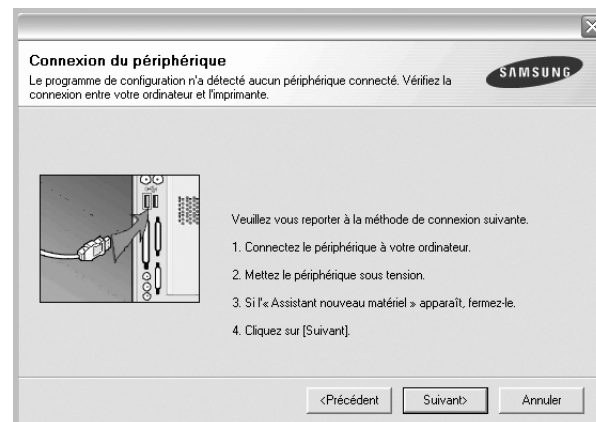 Connexion du périphérique
Le programme de configuration n'a détecté aucun périphérique connecté. Vérifiez la
connexion entre votre ordinateur et l'imprimante.
SAMSUNG
Veuillez vous reporter à la méthode de connexion suivante.
1. Connectez le périphérique à votre ordinateur.
2. Mettez le périphérique sous tension.
3. Si l'« Assistant nouveau matériel » apparaît, fermez-le.
4. Cliquez sur [Suivant].
<Précédent
Suivant>
Annuler